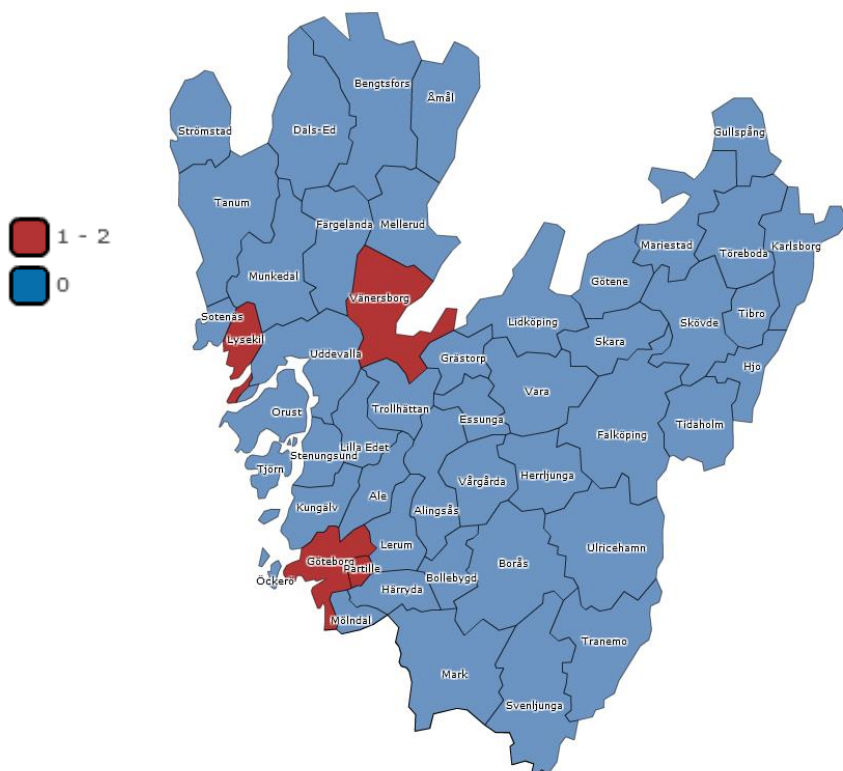 Bengtsfors
Åmål
Strömstad
Dals-Ed
Gullspång
Tanum
Färgelanda
Mellerud
1 - 2
Mariestad
Töreboda
Karlsborg
Munkedal
Götene
0
Vänersborg
Sotenäs
Lidköping
Skövde
Tibro
Lysekil
Skara
Uddevalla
Grästorp
Hjo
Vara
Orust
Trollhättan
Essunga
Falköping
Tidaholm
Stenungsund
Lilla Edet
Tjörn
Vårgårda
Herrljunga
Ale
Kungälv
Alingsås
Lerum
Ulricehamn
Göteborg
Partille
Borås
Öckerö
Bollebygd
Härryda
Mölndal
Tranemo
Mark
Svenljunga